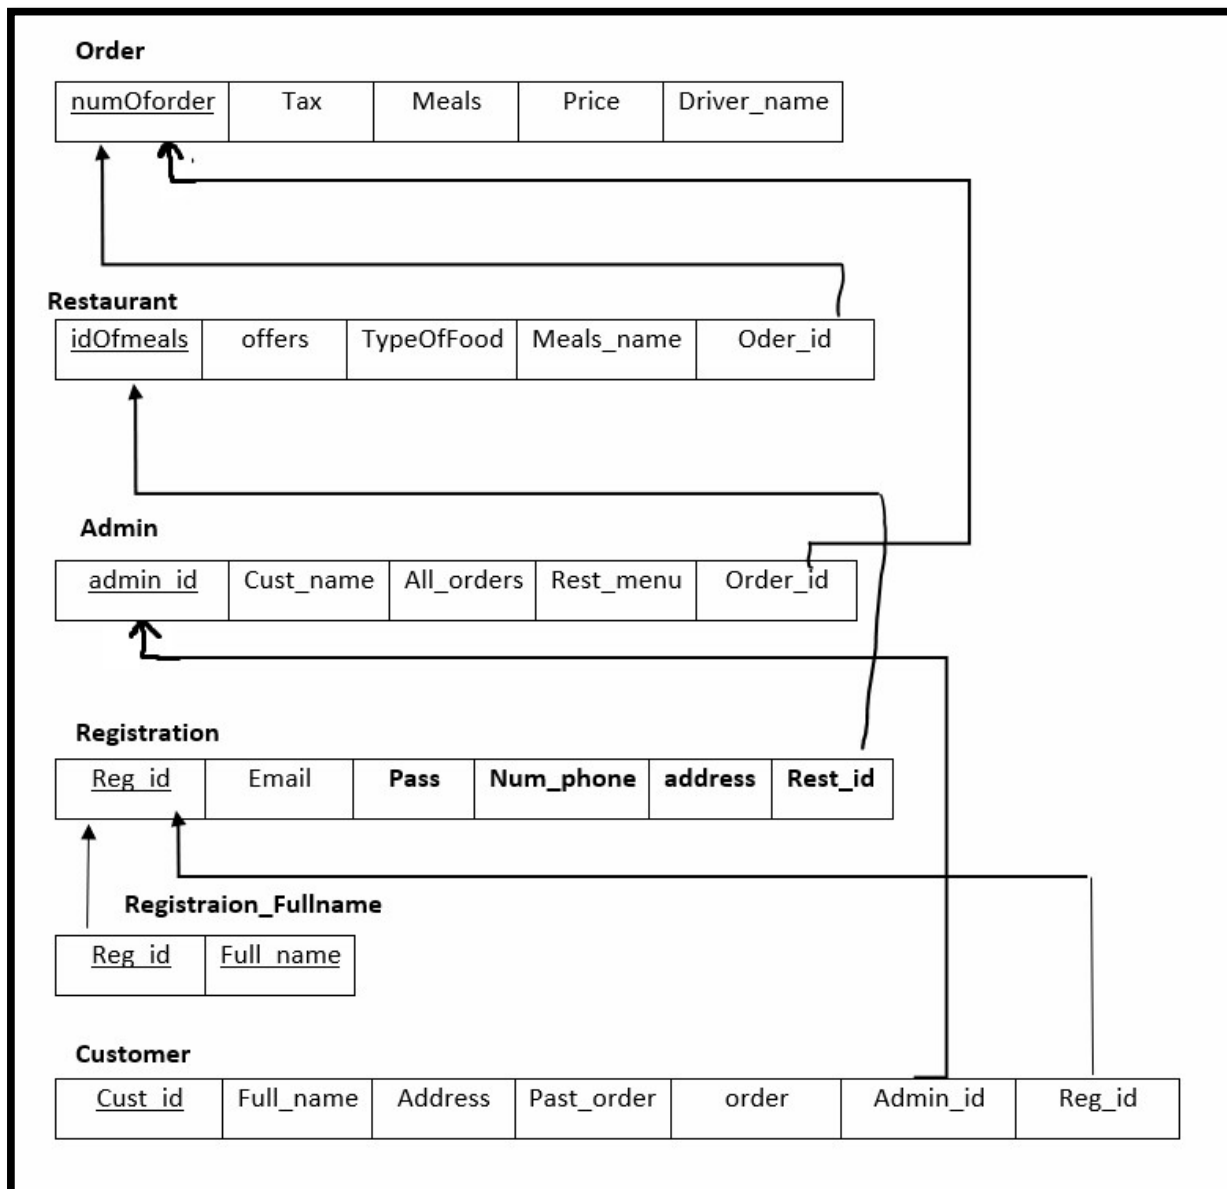 Order
numOforder Tax Meals Price Driver_name
Restaurant
idOfmeals offers TypeOfFood Meals_name Oder_id
Admin
admin_id Cust_name All_orders Rest_menu Order_id
Registration
Reg_id Email Pass Num_phone address Rest_id
Registraion_Fullname
Reg_id Full_name
Customer
Cust_id Full_name Address Past_order order Admin_id Reg_id